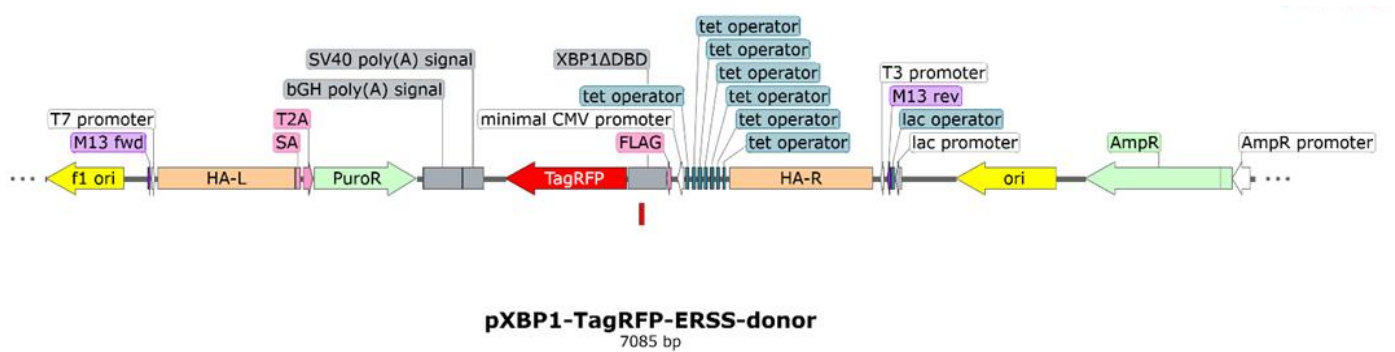 tet operator
SV40 poly(A) signal
XBP1ΔDBD
tet operator
T3 promoter
bGH poly(A) signal
tet operator
tet operator
M13 rev
T7 promoter
T2A
minimal CMV promoter
tet operator
lac operator
M13 fwd
SA
FLAG
tet operator
tet operator
lac promoter
AmpR
AmpR promoter
... f1 ori
HA-L
PuroR
TagRFP
HA-R
ori
...
pXBP1-TagRFP-ERSS-donor
7085 bp